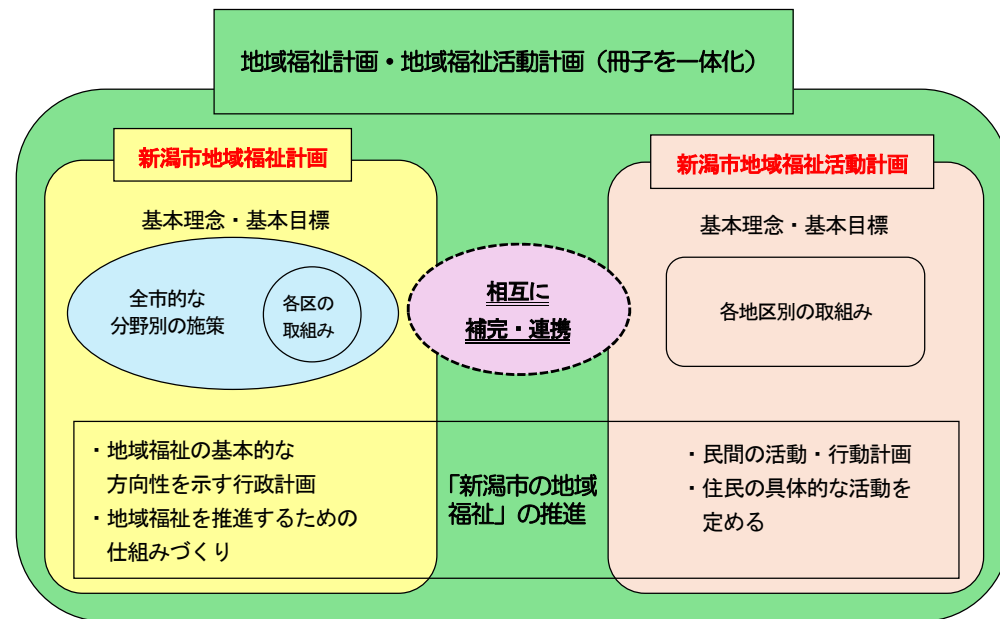 地域福祉計画・地域福祉活動計画（冊子を一体化）
新潟市地域福祉計画
基本理念・基本目標
全市的な
分野別の施策
各区の
取組み
相互に
補完・連携
新潟市地域福祉活動計画
基本理念・基本目標
各地区別の取組み
・地域福祉の基本的な
方向性を示す行政計画
・地域福祉を推進するための
仕組みづくり
「新潟市の地域
福祉」の推進
・民間の活動・行動計画
・住民の具体的な活動を
定める